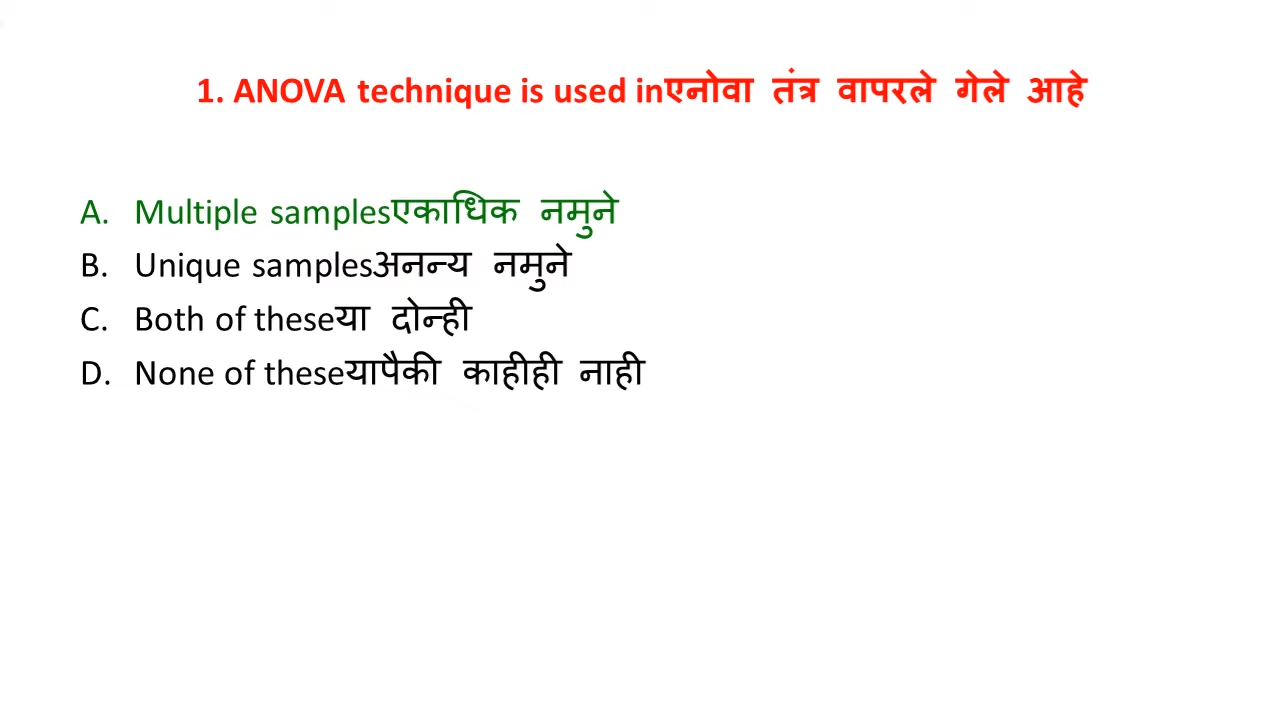 1. ANOVA technique is used inएनोवा तंत्र वापरले गेले आहे
A. Multiple samplesएकाधिक नमुने
B. Unique samplesअनन्य नमुने
C. Both of theseया दोन्ही
D. None of theseयापैकी काहीही नाही